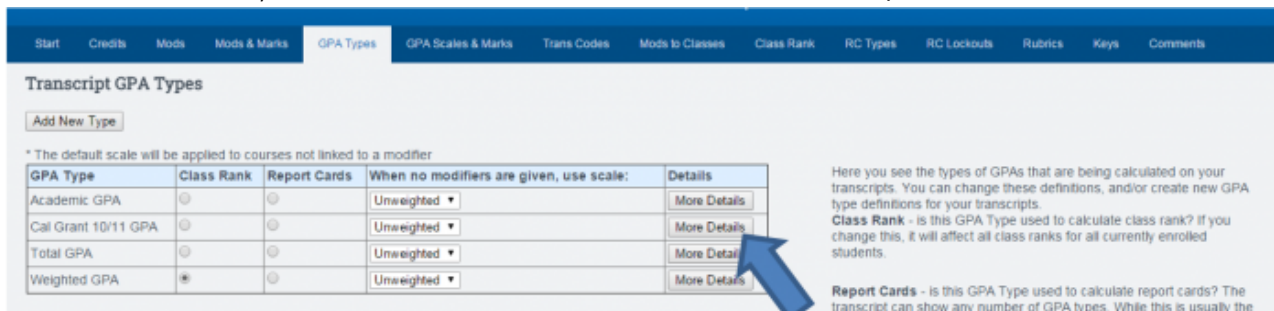 Start Credits Mods Mods & Marks GPA Types GPA Scales & Marks Trans Codes Mods to Classes Class Rank RC Types RC Lockouts Rubrics Keys Comments
Transcript GPA Types
Add New Type
* The default scale will be applied to courses not linked to a modifier
GPA Type Class Rank Report Cards When no modifiers are given, use scale: Details
Academic GPA Unweighted More Details
Cal Grant 10/11 GPA Unweighted More Details
Total GPA Unweighted More Details
Weighted GPA Unweighted More Details
Here you see the types of GPAs that are being calculated on your
transcripts. You can change these definitions, and/or create new GPA
type definitions for your transcripts.
Class Rank - is this GPA Type used to calculate class rank? If you
change this, it will affect all class ranks for all currently enrolled
students.
Report Cards - is this GPA Type used to calculate report cards? The
transcript can show any number of GPA types. While this is usually the